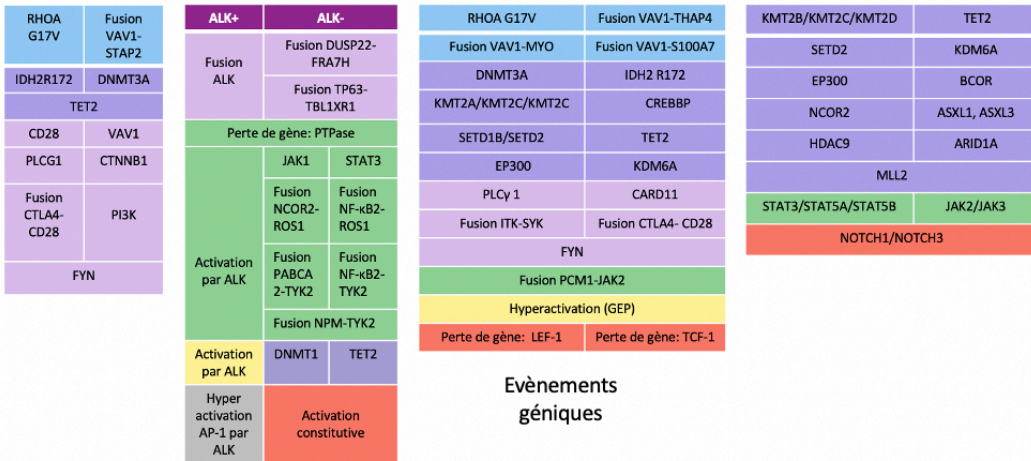 RHOA
G17V
Fusion
VAV1-
STAP2
IDH2R172
DNMT3A
TET2
CD28
VAV1
PLCG1
CTNNB1
Fusion
CTLA4-
CD28
PI3K
FYN
ALK+
ALK-
Fusion
ALK
Fusion DUSP22-
FRA7H
Fusion TP63-
TBL1XR1
Perte de gène: PTPase
Activation
par ALK
JAK1
STAT3
Fusion
NCOR2-
ROS1
Fusion
NF-κB2-
ROS1
Fusion
PABCA
2-TYK2
Fusion
NF-κB2-
TYK2
Fusion NPM-TYK2
Activation
par ALK
DNMT1
TET2
Hyper
activation
AP-1 par
ALK
Activation
constitutive
RHOA G17V
Fusion VAV1-THAP4
Fusion VAV1-MYO
Fusion VAV1-S100A7
DNMT3A
IDH2 R172
KMT2A/KMT2C/KMT2C
CREBBP
SETD1B/SETD2
TET2
EP300
KDM6A
PLCγ 1
CARD11
Fusion ITK-SYK
Fusion CTLA4- CD28
FYN
Fusion PCM1-JAK2
Hyperactivation (GEP)
Perte de gène: LEF-1
Perte de gène: TCF-1
Evènements
géniques
KMT2B/KMT2C/KMT2D
TET2
SETD2
KDM6A
EP300
BCOR
NCOR2
ASXL1, ASXL3
HDAC9
ARID1A
MLL2
STAT3/STAT5A/STAT5B
JAK2/JAK3
NOTCH1/NOTCH3